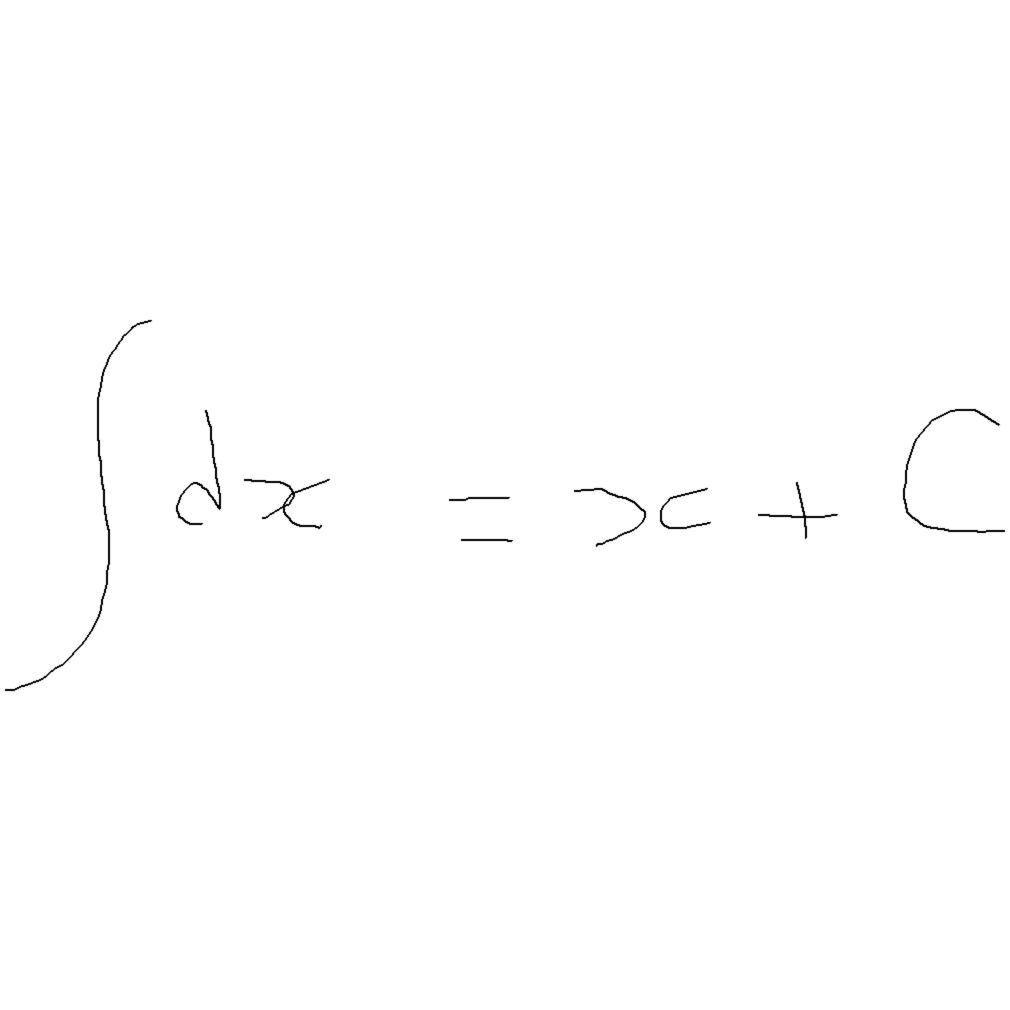 ∫dx = x + C